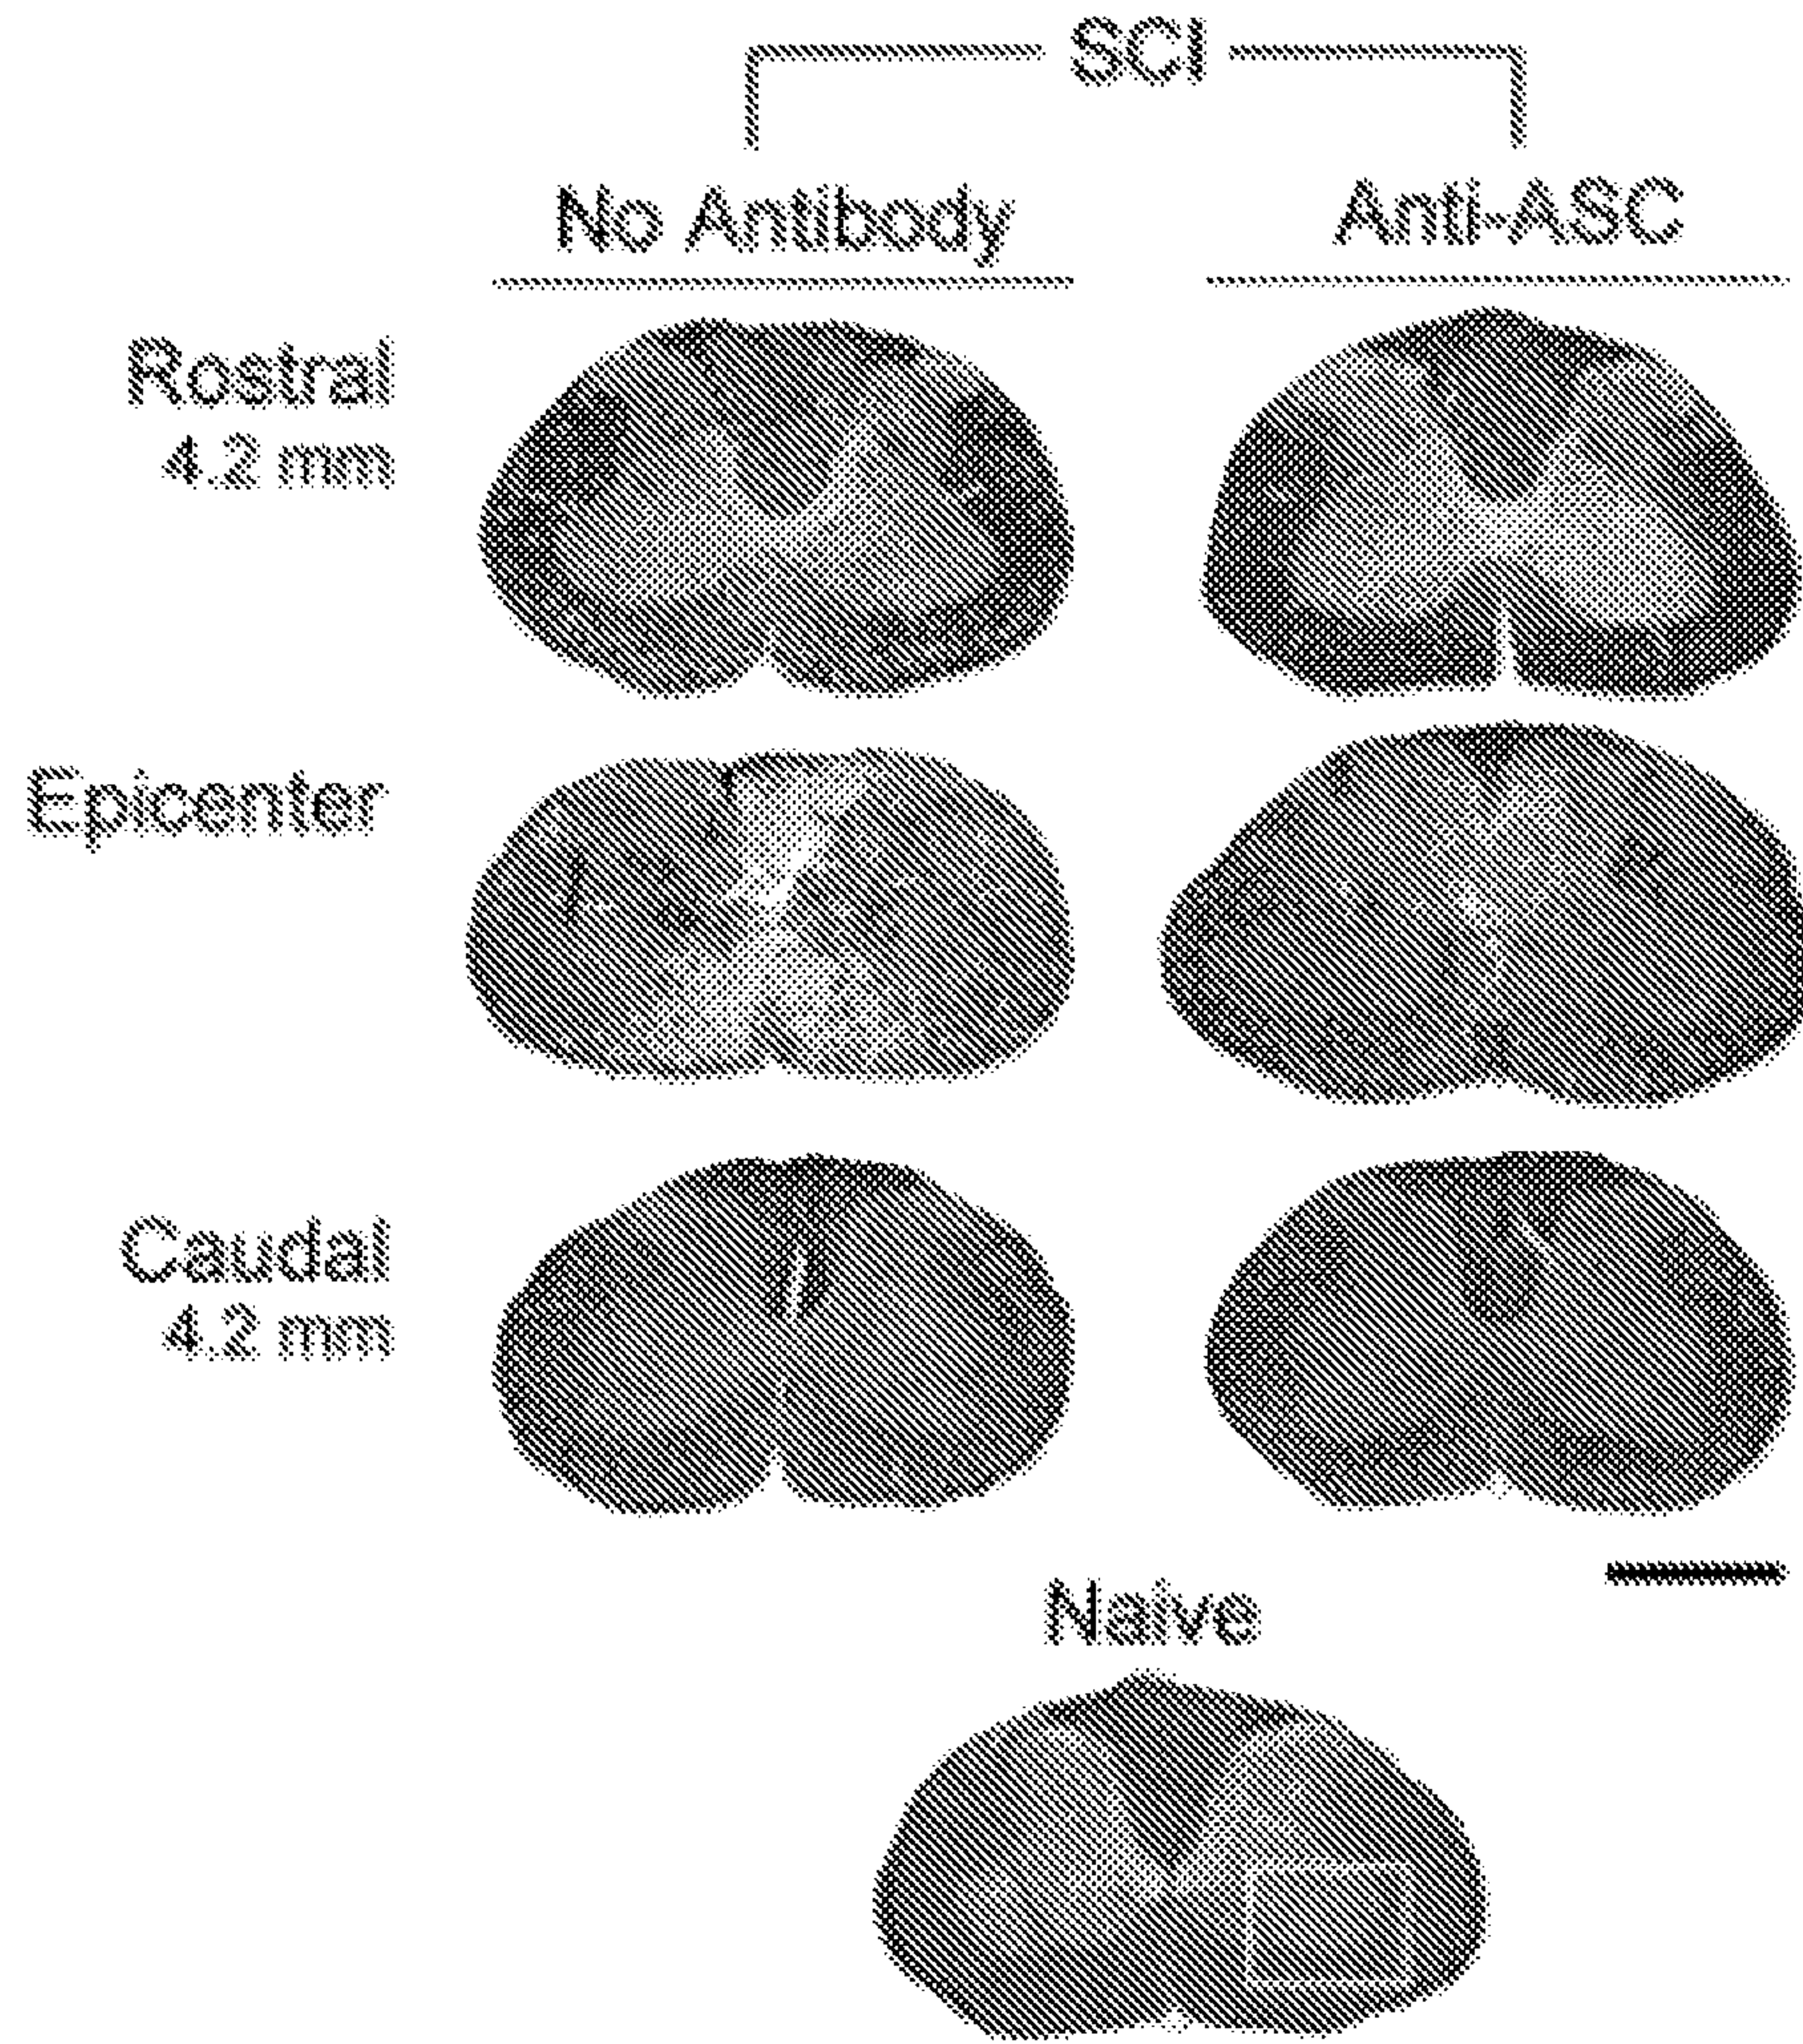 SCI
No Antibody
Anti-ASC
Rostral
4.2 mm
Epicenter
Caudal
4.2 mm
Naive